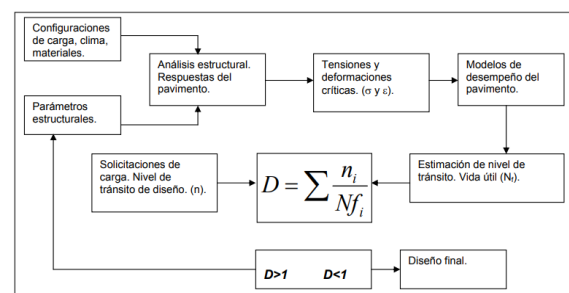 Configuraciones
de carga, clima,
materiales.
Análisis estructural.
Respuestas del
pavimento.
Tensiones y
deformaciones
críticas. (σ y ε).
Modelos de
desempeño del
pavimento.
Parámetros
estructurales.
Solicitaciones de
carga. Nivel de
tránsito de diseño. (n).
D = ∑ n_i / Nf_i
Estimación de nivel de
tránsito. Vida útil (Nf).
D>1 D<1
Diseño final.